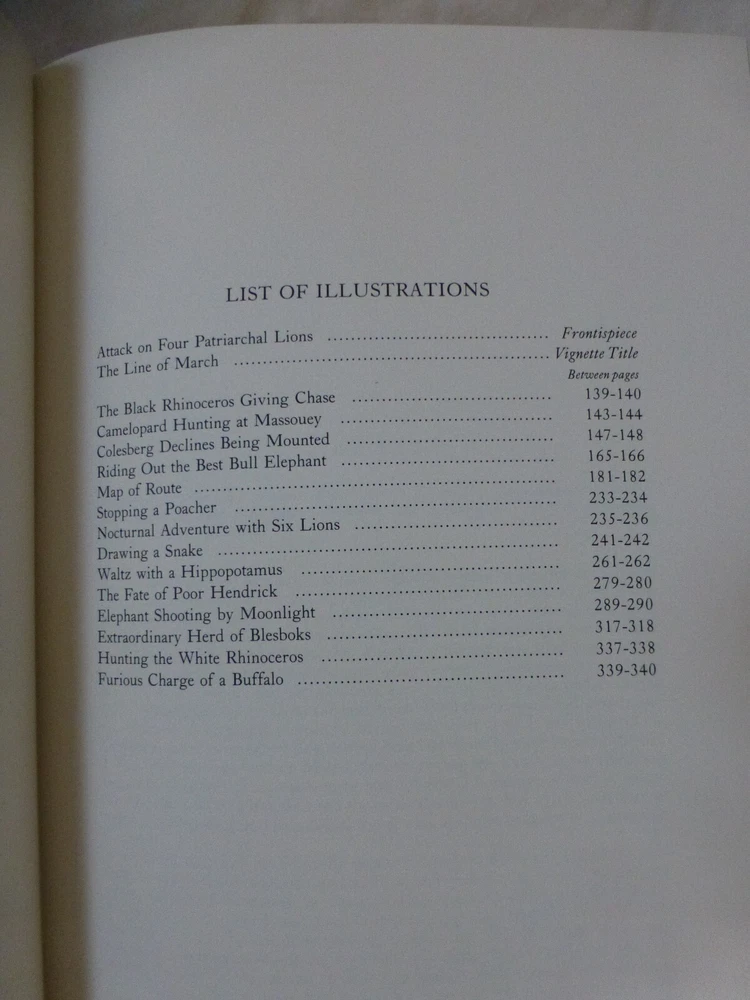 LIST OF ILLUSTRATIONS
Attack on Four Patriarchal Lions ............................... Frontispiece
The Line of March ............................................ Vignette Title
Between pages
The Black Rhinoceros Giving Chase ............................ 139-140
Camelopard Hunting at Massouey .............................. 143-144
Colesberg Declines Being Mounted ............................. 147-148
Riding Out the Best Bull Elephant .............................. 165-166
Map of Route .................................................. 181-182
Stopping a Poacher ............................................. 233-234
Nocturnal Adventure with Six Lions ............................ 235-236
Drawing a Snake ................................................ 241-242
Waltz with a Hippopotamus .................................... 261-262
The Fate of Poor Hendrick ..................................... 279-280
Elephant Shooting by Moonlight ................................ 289-290
Extraordinary Herd of Blesboks ................................. 317-318
Hunting the White Rhinoceros .................................. 337-338
Furious Charge of a Buffalo ..................................... 339-340